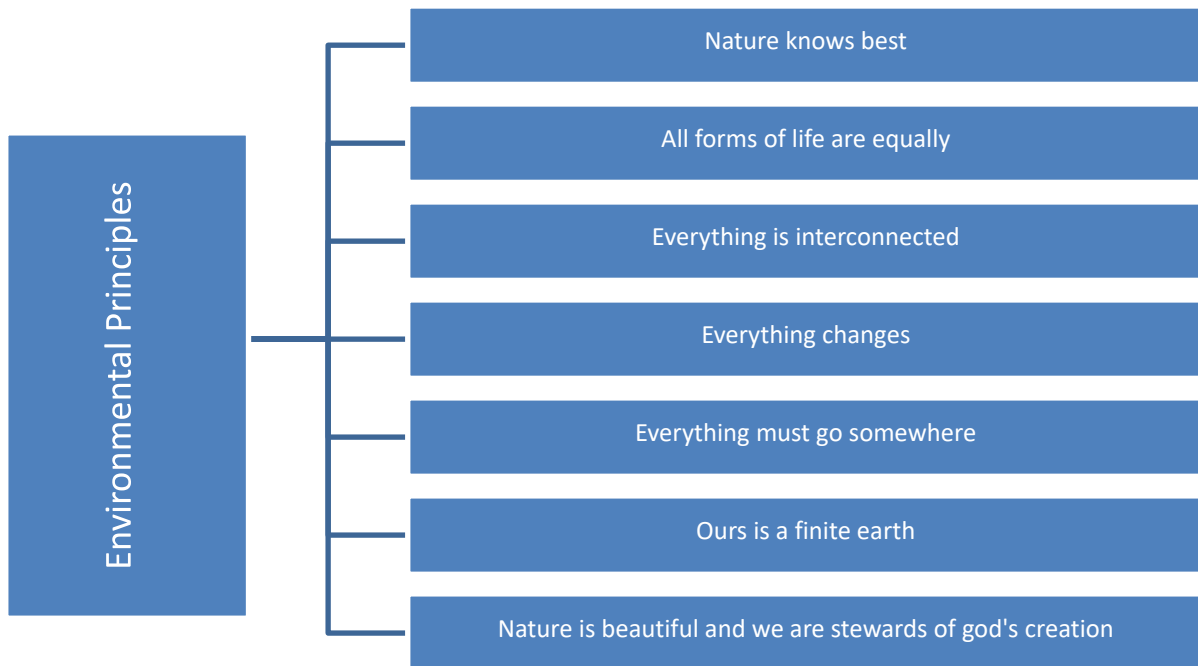 Environmental Principles
Nature knows best
All forms of life are equally
Everything is interconnected
Everything changes
Everything must go somewhere
Ours is a finite earth
Nature is beautiful and we are stewards of god's creation